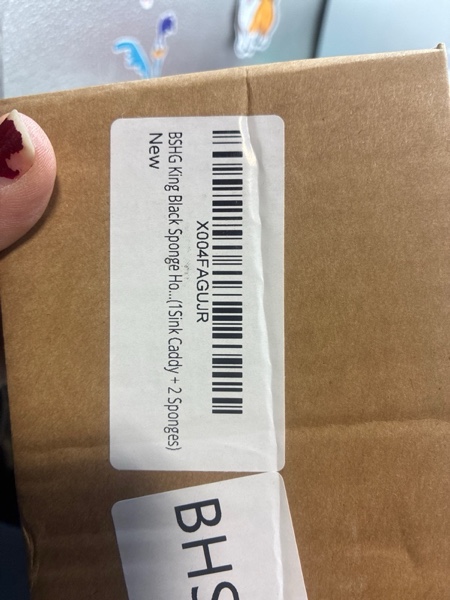 X004FAGUJR
BSHG King Black Sponge Ho...(1Sink Caddy + 2 Sponges)
New
BHS